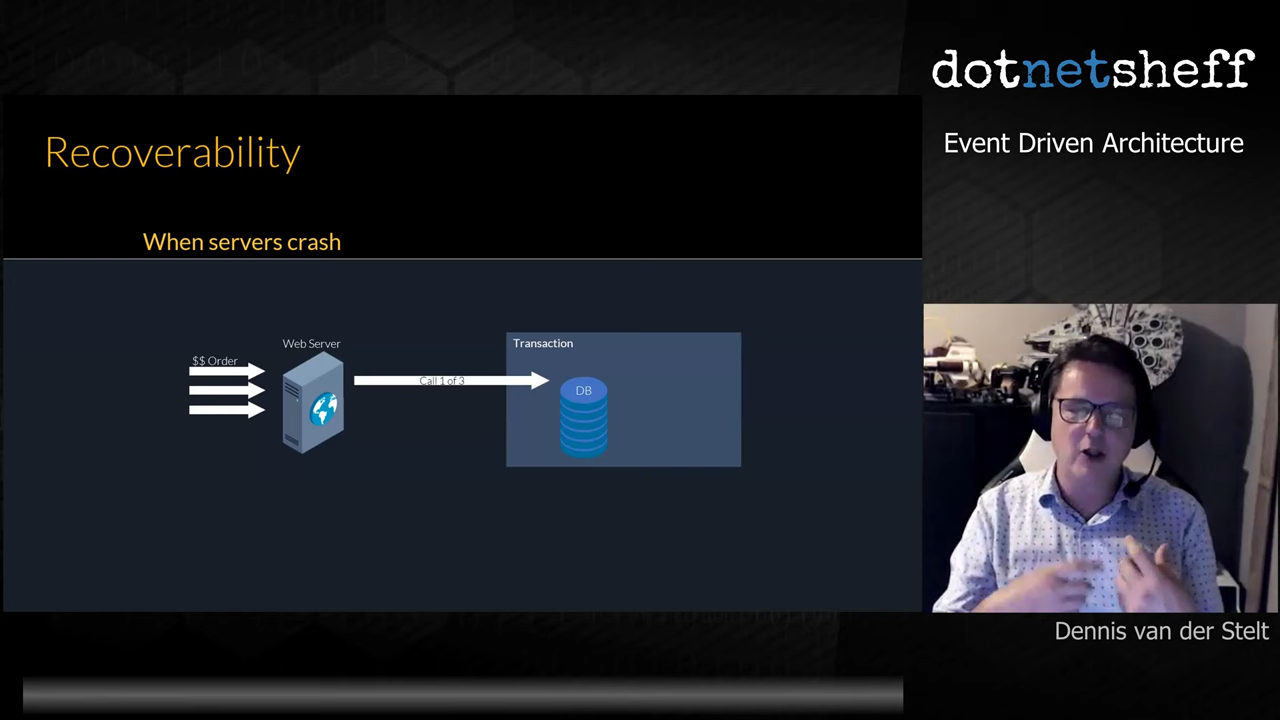 dotnetsheff
Event Driven Architecture
Recoverability
When servers crash
Web Server
$$ Order
Call 1 of 3
Transaction
DB
Dennis van der Stelt